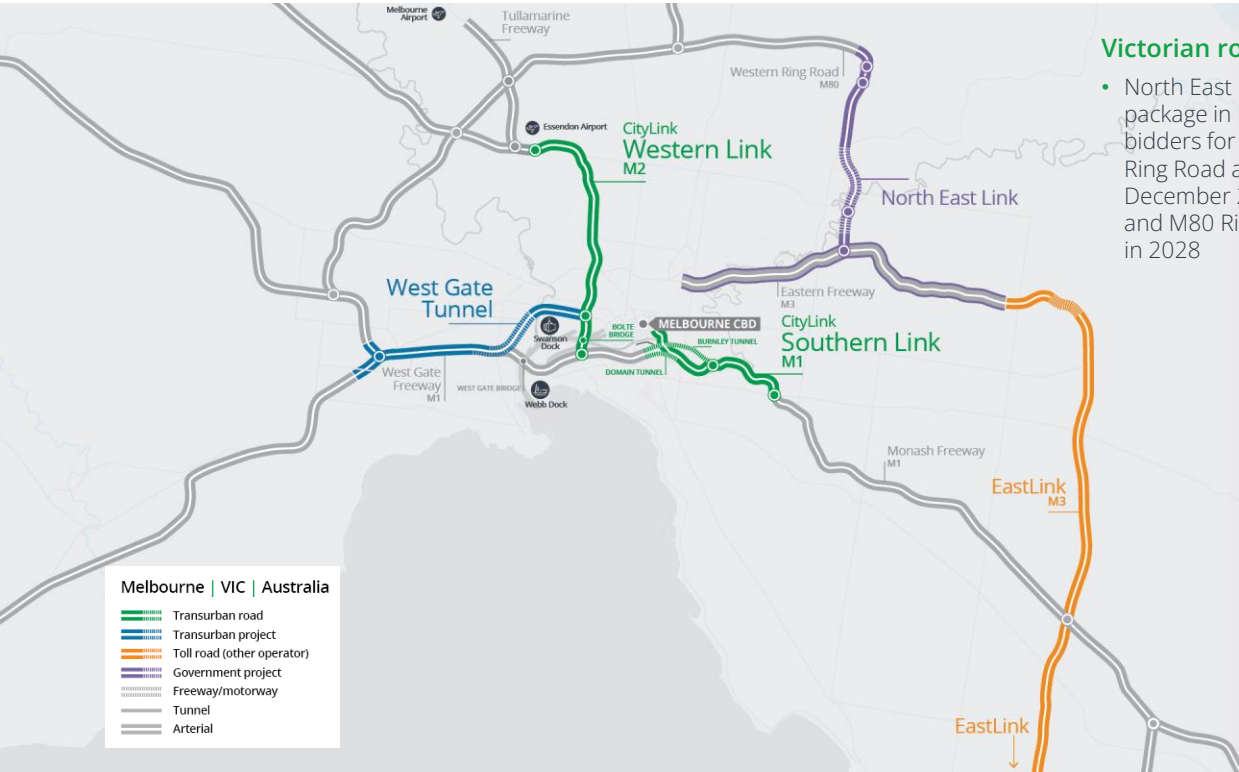 Melbourne
Airport
Tullamarine
Freeway
Western Ring Road
M80
Essendon Airport
CityLink
Western Link
M2
North East Link
West Gate
Tunnel
Swanson
Dock
BOLTE
BRIDGE
MELBOURNE CBD
BURNLEY TUNNEL
DOMAIN TUNNEL
Eastern Freeway
M3
CityLink
Southern Link
M1
West Gate
Freeway
M1
WEST GATE BRIDGE
Webb Dock
Monash Freeway
M1
EastLink
M3
EastLink
Melbourne | VIC | Australia
Transurban road
Transurban project
Toll road (other operator)
Government project
Freeway/motorway
Tunnel
Arterial
Victorian ro
• North East
package in
bidders for
Ring Road a
December 2
and M80 Ri
in 2028